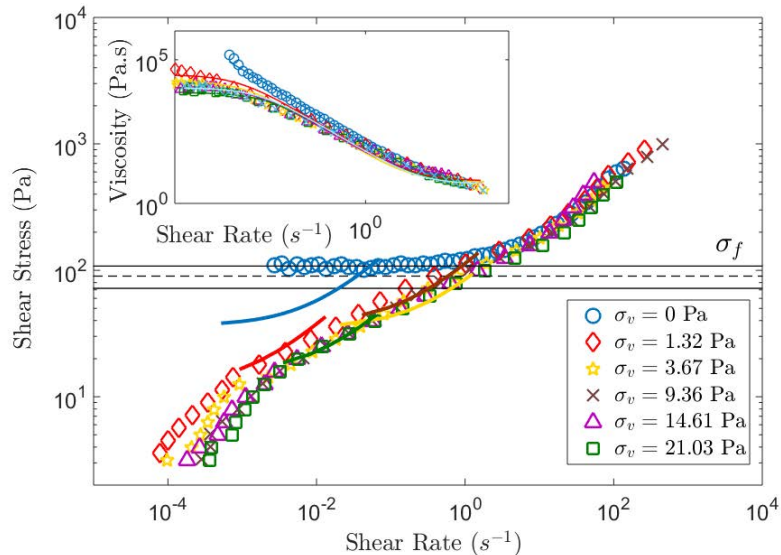 10^4
10^3
10^2
10^1
Shear Stress (Pa)
10^5
10^0
Viscosity (Pa.s)
10^0
Shear Rate (s^{-1})
σ_f
σ_v = 0 Pa
σ_v = 1.32 Pa
σ_v = 3.67 Pa
σ_v = 9.36 Pa
σ_v = 14.61 Pa
σ_v = 21.03 Pa
10^{-4} 10^{-2} 10^0 10^2 10^4
Shear Rate (s^{-1})